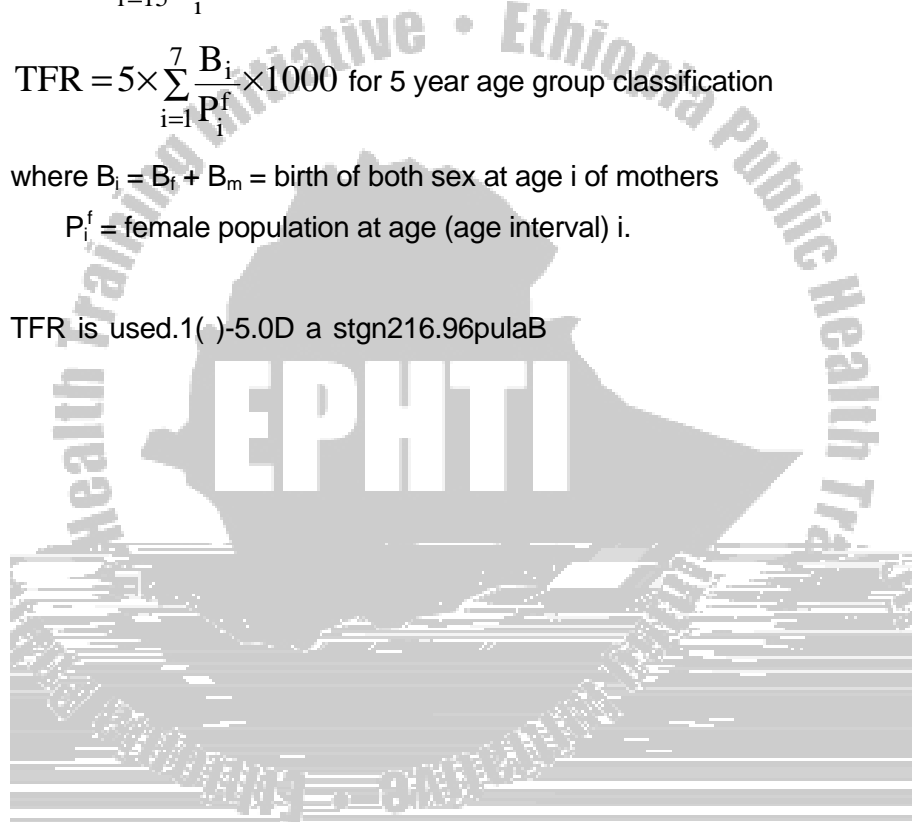 i=15 i
TFR = 5× ∑_{i=1}^{7} B_i / P_i^f ×1000 for 5 year age group classification
where B_i = B_f + B_m = birth of both sex at age i of mothers
P_i^f = female population at age (age interval) i.
TFR is used.1( )-5.0D a stgn216.96pulaB
Ethiopia Public Health Training Initiative •
EPHTI